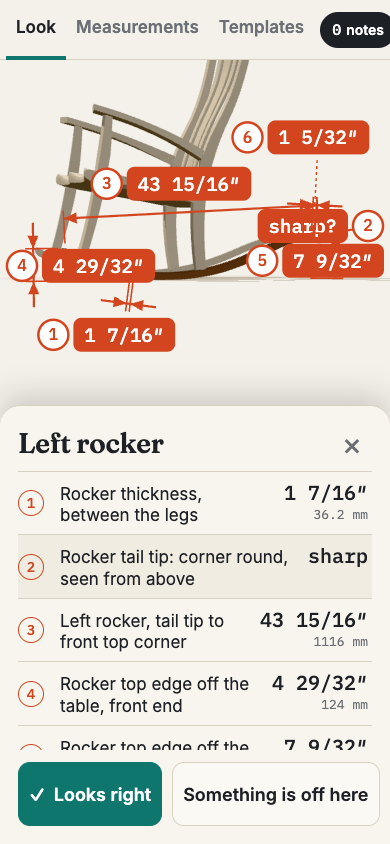 Look Measurements Templates 0 notes
6 1 5/32"
3 43 15/16"
sharp? 2
4 4 29/32"
5 7 9/32"
1 1 7/16"
Left rocker ×
1 Rocker thickness, between the legs 1 7/16"
36.2 mm
2 Rocker tail tip: corner round, seen from above sharp
3 Left rocker, tail tip to front top corner 43 15/16"
1116 mm
4 Rocker top edge off the table, front end 4 29/32"
124 mm
Rocker top edge off the 7 9/32"
✓ Looks right
Something is off here